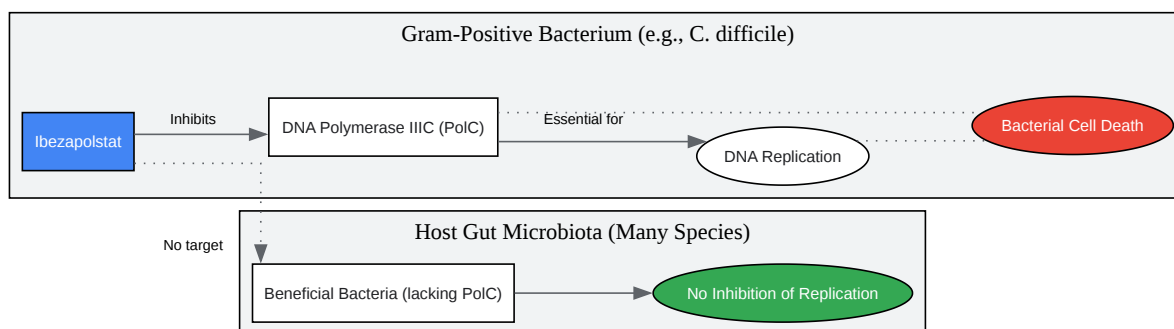 Gram-Positive Bacterium (e.g., C. difficile)
Ibezapolstat
Inhibits
DNA Polymerase IIIC (PolC)
Essential for
DNA Replication
Bacterial Cell Death
No target
Host Gut Microbiota (Many Species)
Beneficial Bacteria (lacking PolC)
No Inhibition of Replication